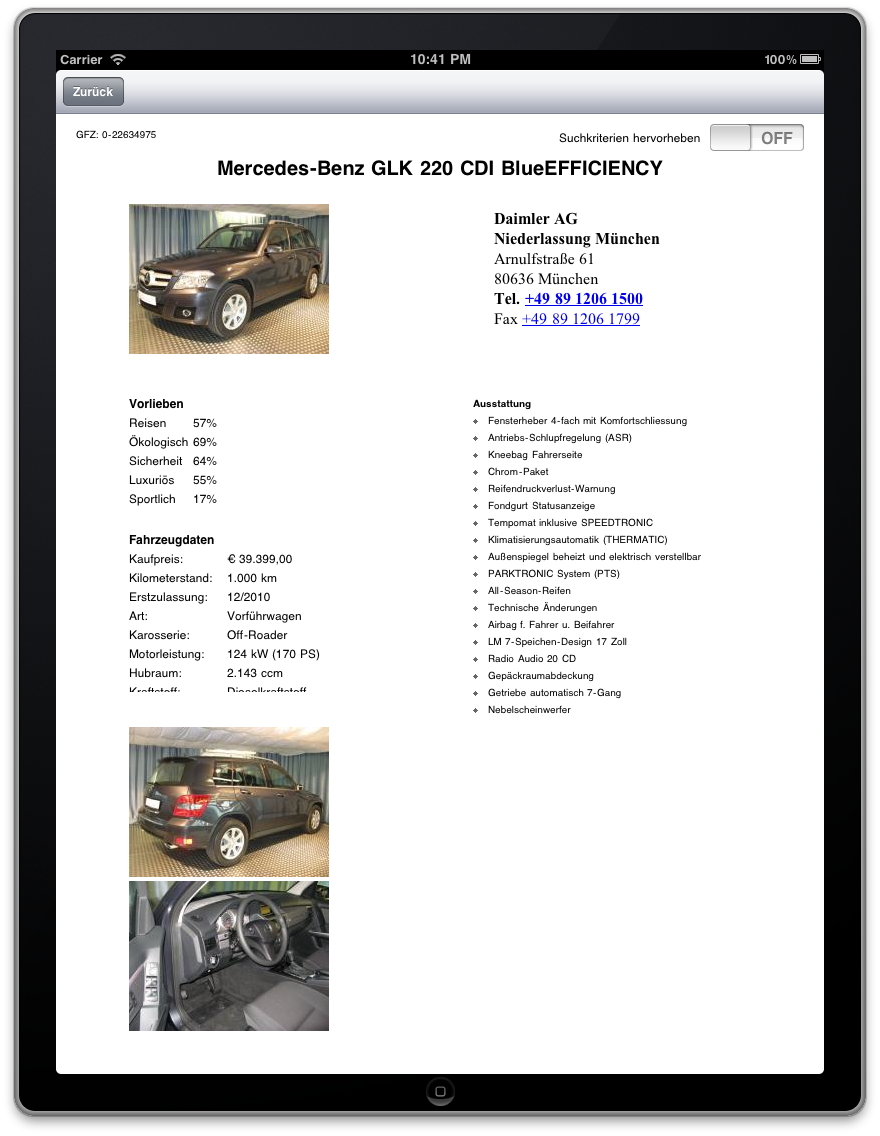 Carrier 10:41 PM 100%
Zurück
GFZ: 0-22634975
Suchkriterien hervorheben OFF
Mercedes-Benz GLK 220 CDI BlueEFFICIENCY
Daimler AG
Niederlassung München
Arnulfstraße 61
80636 München
Tel. +49 89 1206 1500
Fax +49 89 1206 1799
Vorlieben
Reisen 57%
Ökologisch 69%
Sicherheit 64%
Luxuriös 55%
Sportlich 17%
Fahrzeugdaten
Kaufpreis: € 39.399,00
Kilometerstand: 1.000 km
Erstzulassung: 12/2010
Art: Vorführwagen
Karosserie: Off-Roader
Motorleistung: 124 kW (170 PS)
Hubraum: 2.143 ccm
Kraftstoff: Dieselkraftstoff
Ausstattung
Fensterheber 4-fach mit Komfortschliessung
Antriebs-Schlupfregelung (ASR)
Kneebag Fahrerseite
Chrom-Paket
Reifendruckverlust-Warnung
Fondgurt Statusanzeige
Tempomat inklusive SPEEDTRONIC
Klimatisierungsautomatik (THERMATIC)
Außenspiegel beheizt und elektrisch verstellbar
PARKTRONIC System (PTS)
All-Season-Reifen
Technische Änderungen
Airbag f. Fahrer u. Beifahrer
LM 7-Speichen-Design 17 Zoll
Radio Audio 20 CD
Gepäckraumabdeckung
Getriebe automatisch 7-Gang
Nebelscheinwerfer